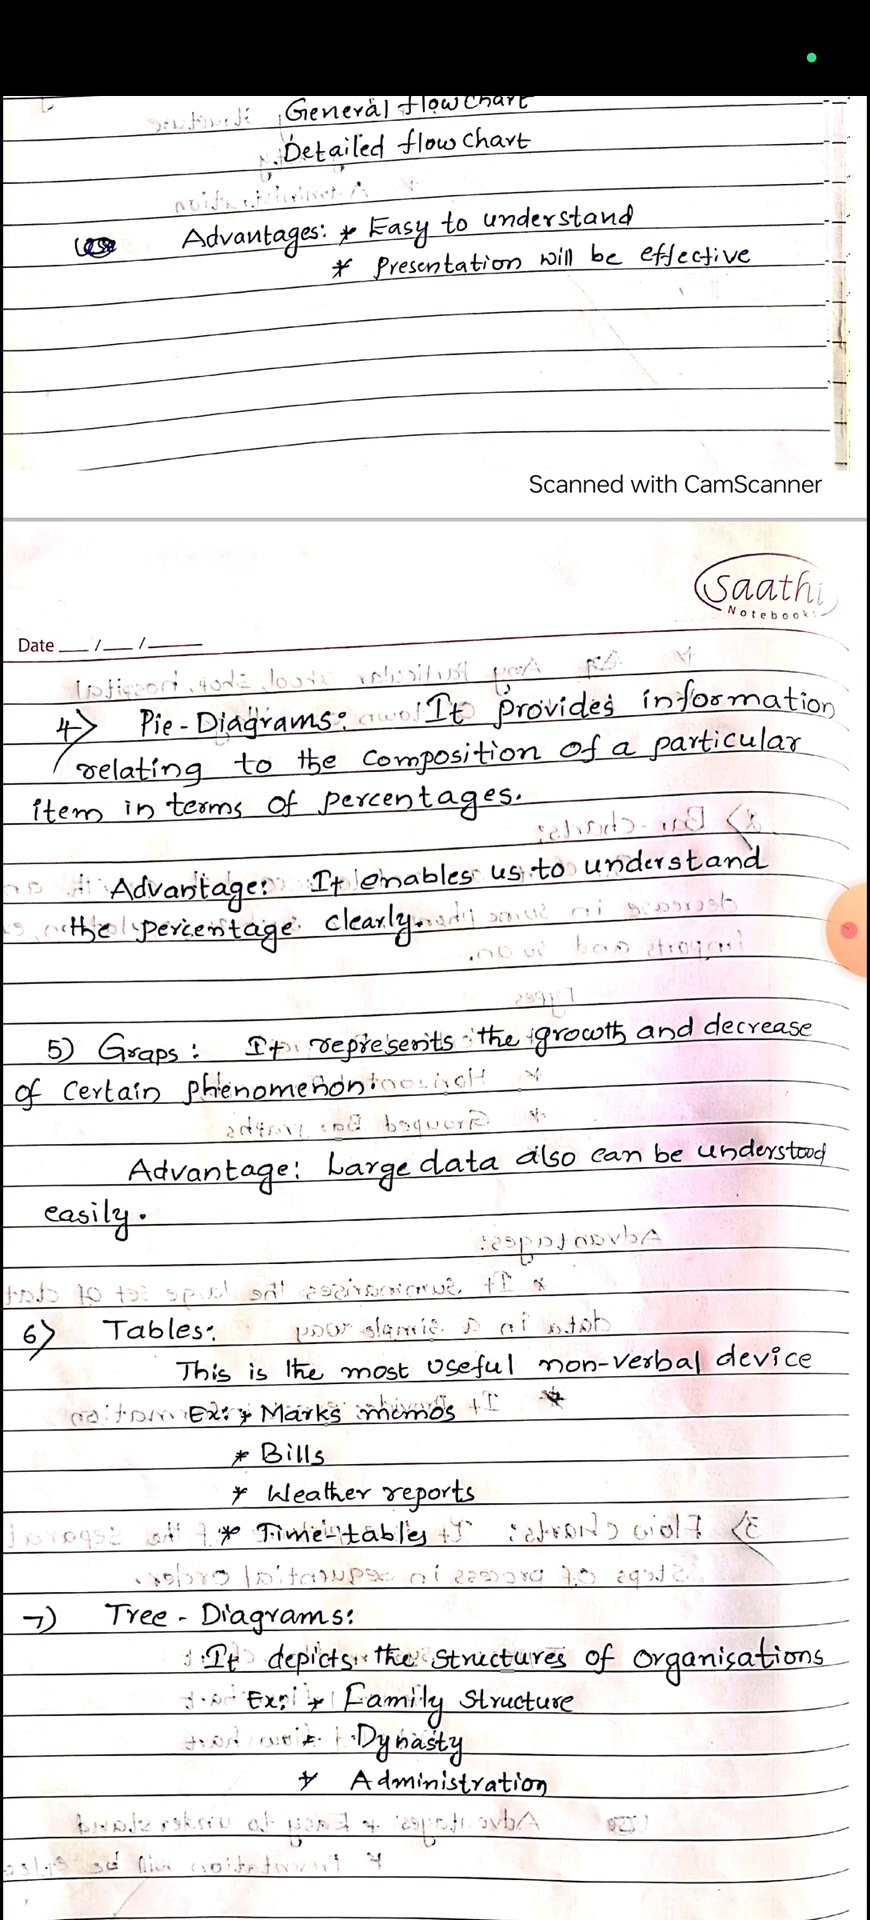 General flowchart
Detailed flowchart
Advantages: * Easy to understand
* Presentation will be effective
Scanned with CamScanner
Saathi
Notebooks
Date __/__/____
4) Pie-Diagrams: It provides information
relating to the composition of a particular
item in terms of percentages.
Advantage: It enables us to understand
the percentage clearly.
5) Graps: It represents the growth and decrease
of certain phenomenon
Advantage: Large data also can be understood
easily.
6) Tables:
This is the most useful non-verbal device
Ex: * Marks memos
* Bills
* Weather reports
* Time-tables
7) Tree-Diagrams:
It depicts the structures of organisations
Ex: * Family structure
* Dynasty
* Administration